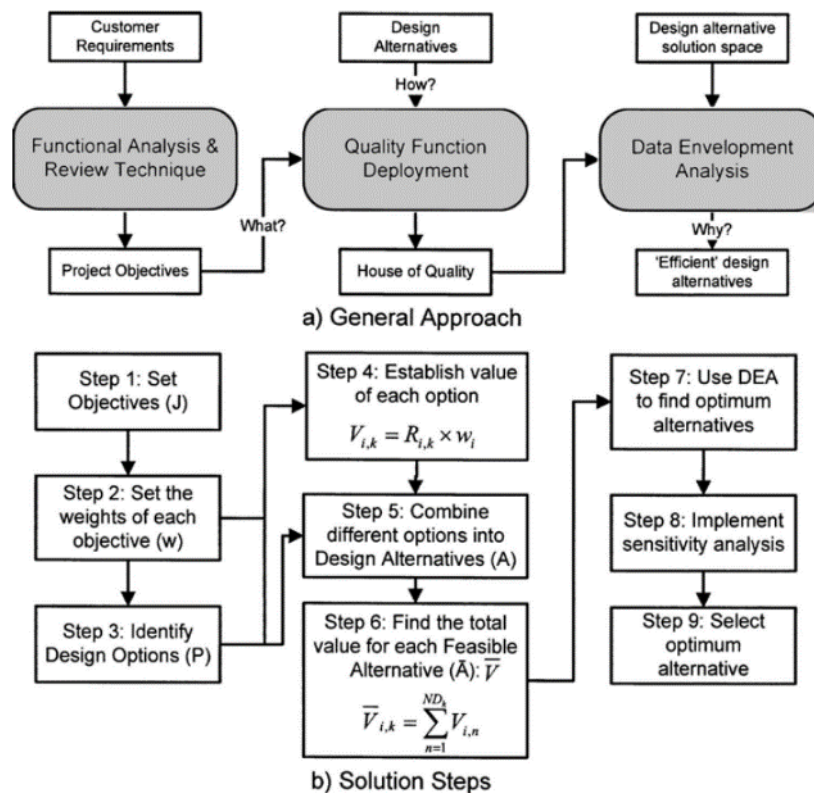 Customer
Requirements
Design
Alternatives
Design alternative
solution space
How?
Functional Analysis &
Review Technique
Quality Function
Deployment
Data Envelopment
Analysis
What?
Why?
Project Objectives
House of Quality
'Efficient' design
alternatives
a) General Approach
Step 1: Set
Objectives (J)
Step 2: Set the
weights of each
objective (w)
Step 3: Identify
Design Options (P)
Step 4: Establish value
of each option
V_{i,k} = R_{i,k} × w_i
Step 5: Combine
different options into
Design Alternatives (A)
Step 6: Find the total
value for each Feasible
Alternative (Ā): V̅
V̅_{i,k} = \sum_{n=1}^{ND_k} V_{i,n}
Step 7: Use DEA
to find optimum
alternatives
Step 8: Implement
sensitivity analysis
Step 9: Select
optimum
alternative
b) Solution Steps